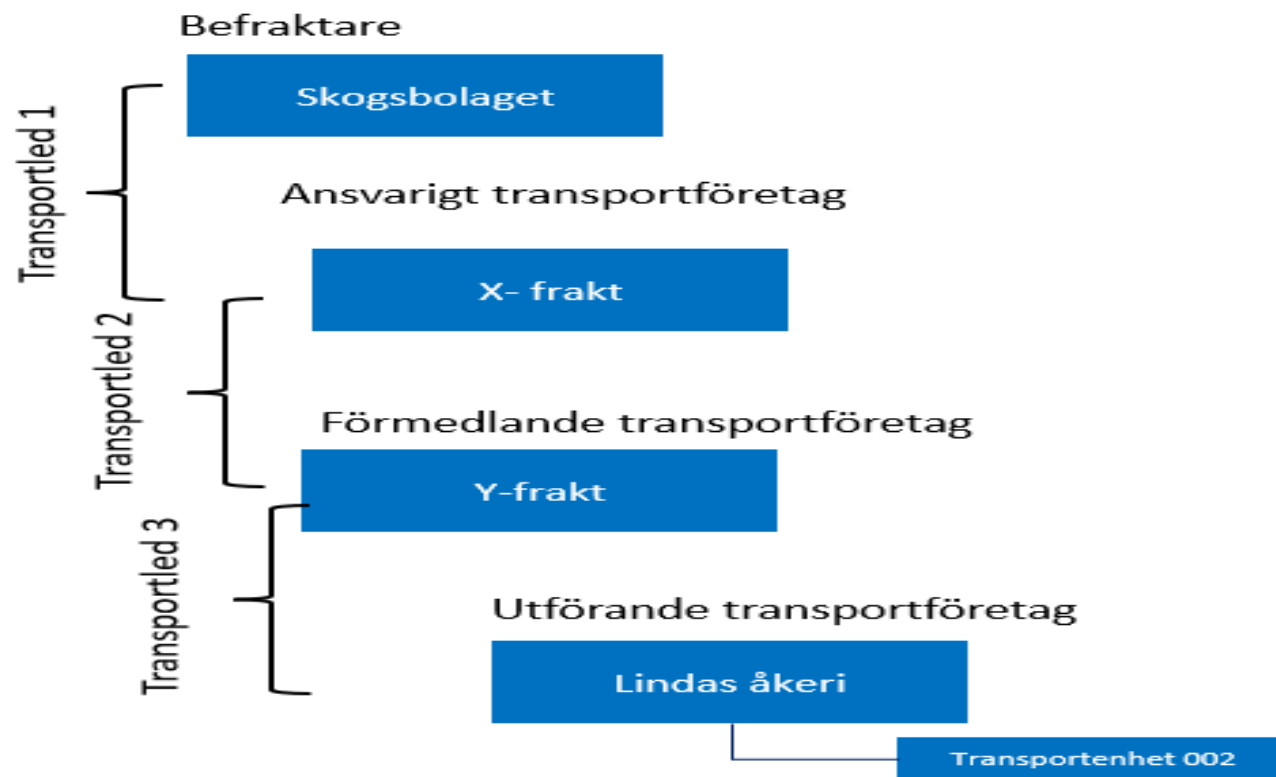 Befraktare
Skogsbolaget
Transportled 1
Ansvarigt transportföretag
X- frakt
Transportled 2
Förmedlande transportföretag
Y-frakt
Transportled 3
Utförande transportföretag
Lindas åkeri
Transportenhet 002